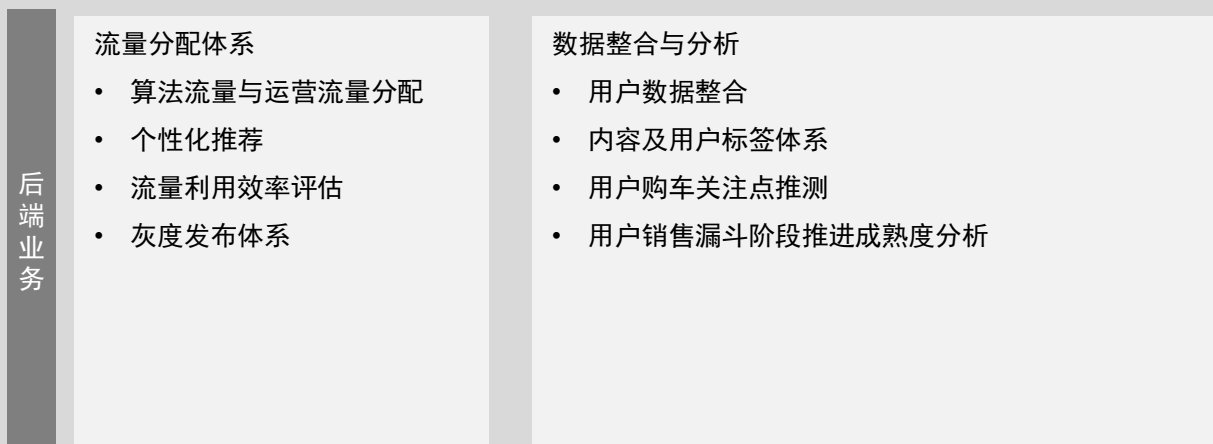 后端业务
流量分配体系
• 算法流量与运营流量分配
• 个性化推荐
• 流量利用效率评估
• 灰度发布体系
数据整合与分析
• 用户数据整合
• 内容及用户标签体系
• 用户购车关注点推测
• 用户销售漏斗阶段推进成熟度分析